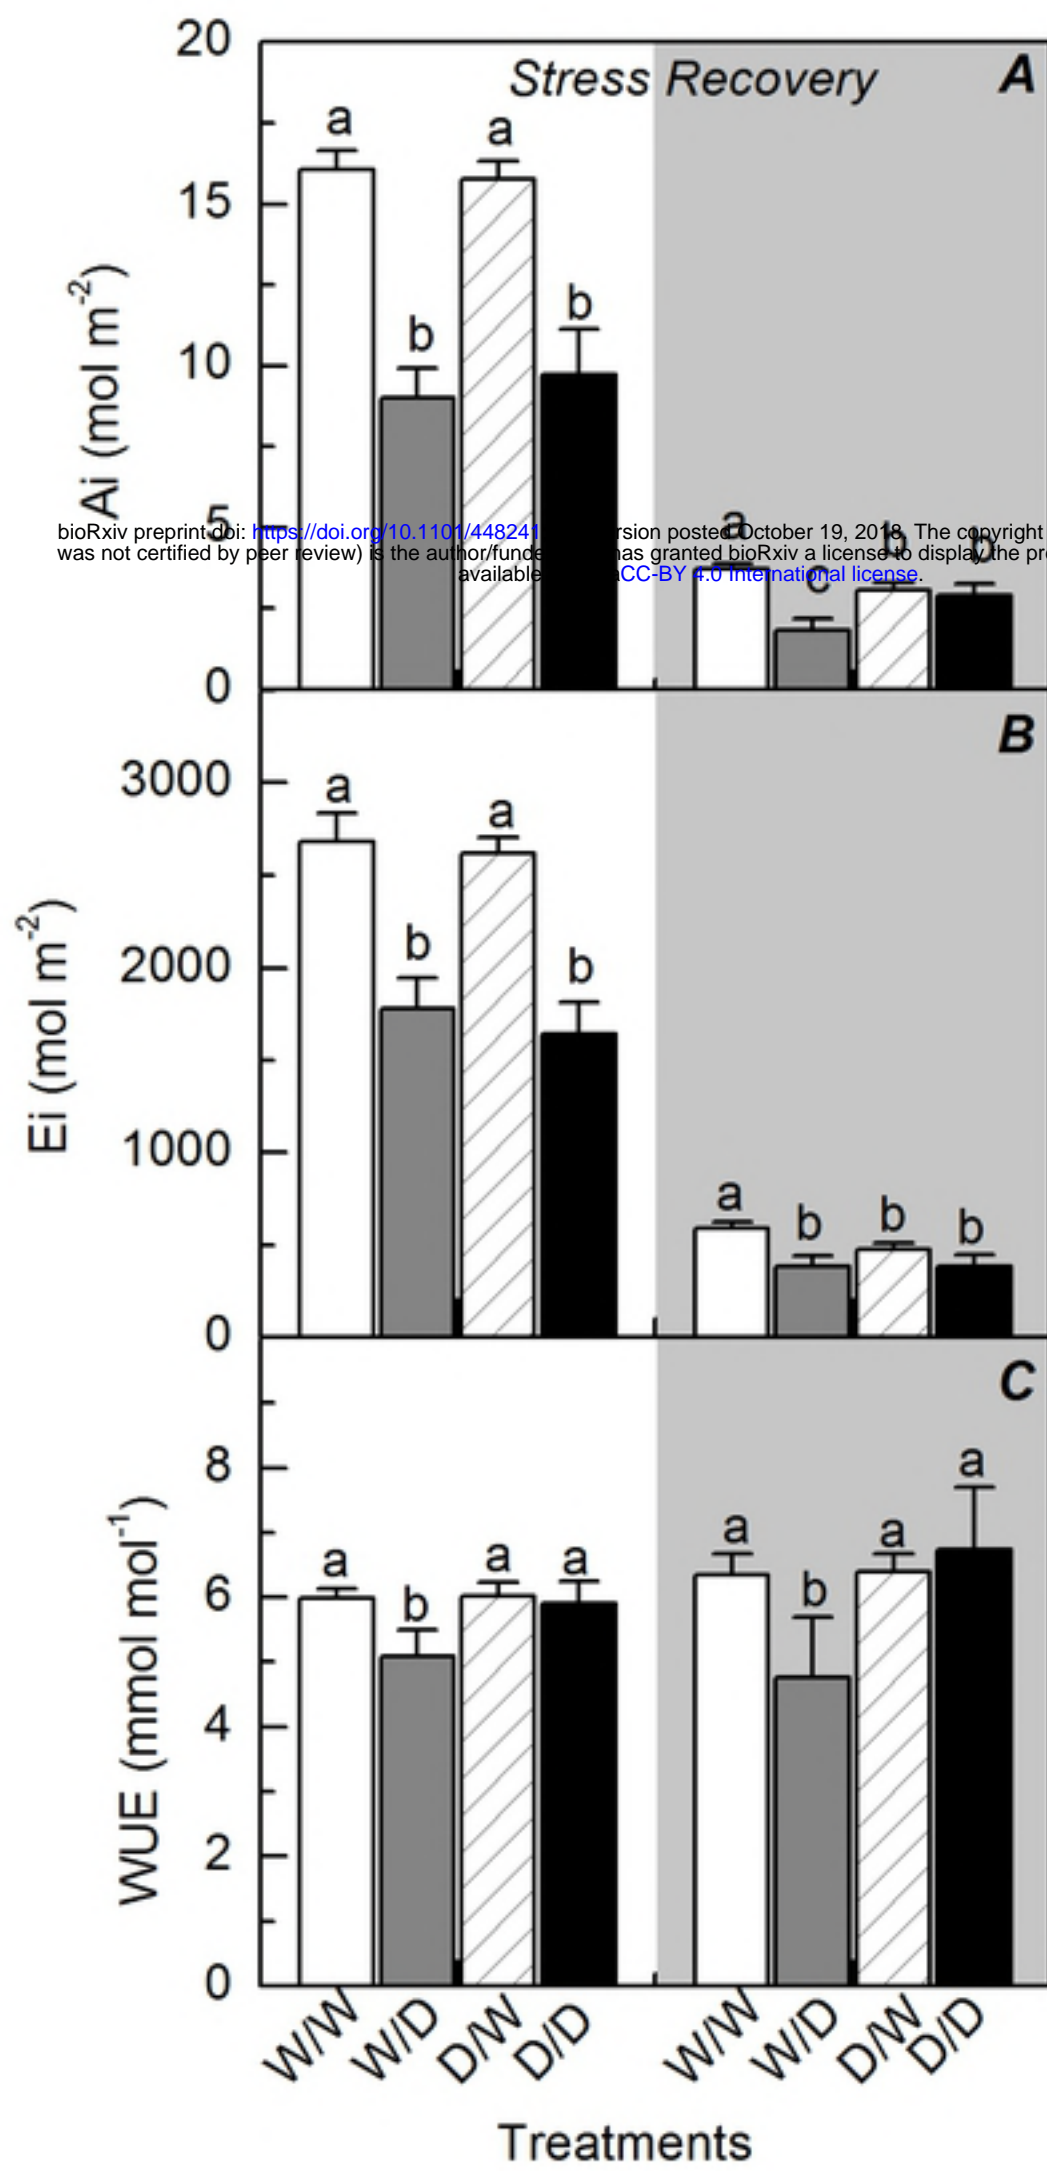 20
Stress Recovery A
a a
15
b b
10
Ai (mol m-2)
5
a b b
c
bioRxiv preprint doi: https://doi.org/10.1101/448241 rsion posted October 19, 2018. The copyright
was not certified by peer review) is the author/funde has granted bioRxiv a license to display the pre
available aCC-BY 4.0 International license.
0
B
3000
a a
b b
2000
Ei (mol m-2)
1000
a b b b
0
C
8
a
a a a a a
6
b b
WUE (mmol mol-1)
4
2
0
W/W W/D D/W D/D W/W W/D D/W D/D
Treatments